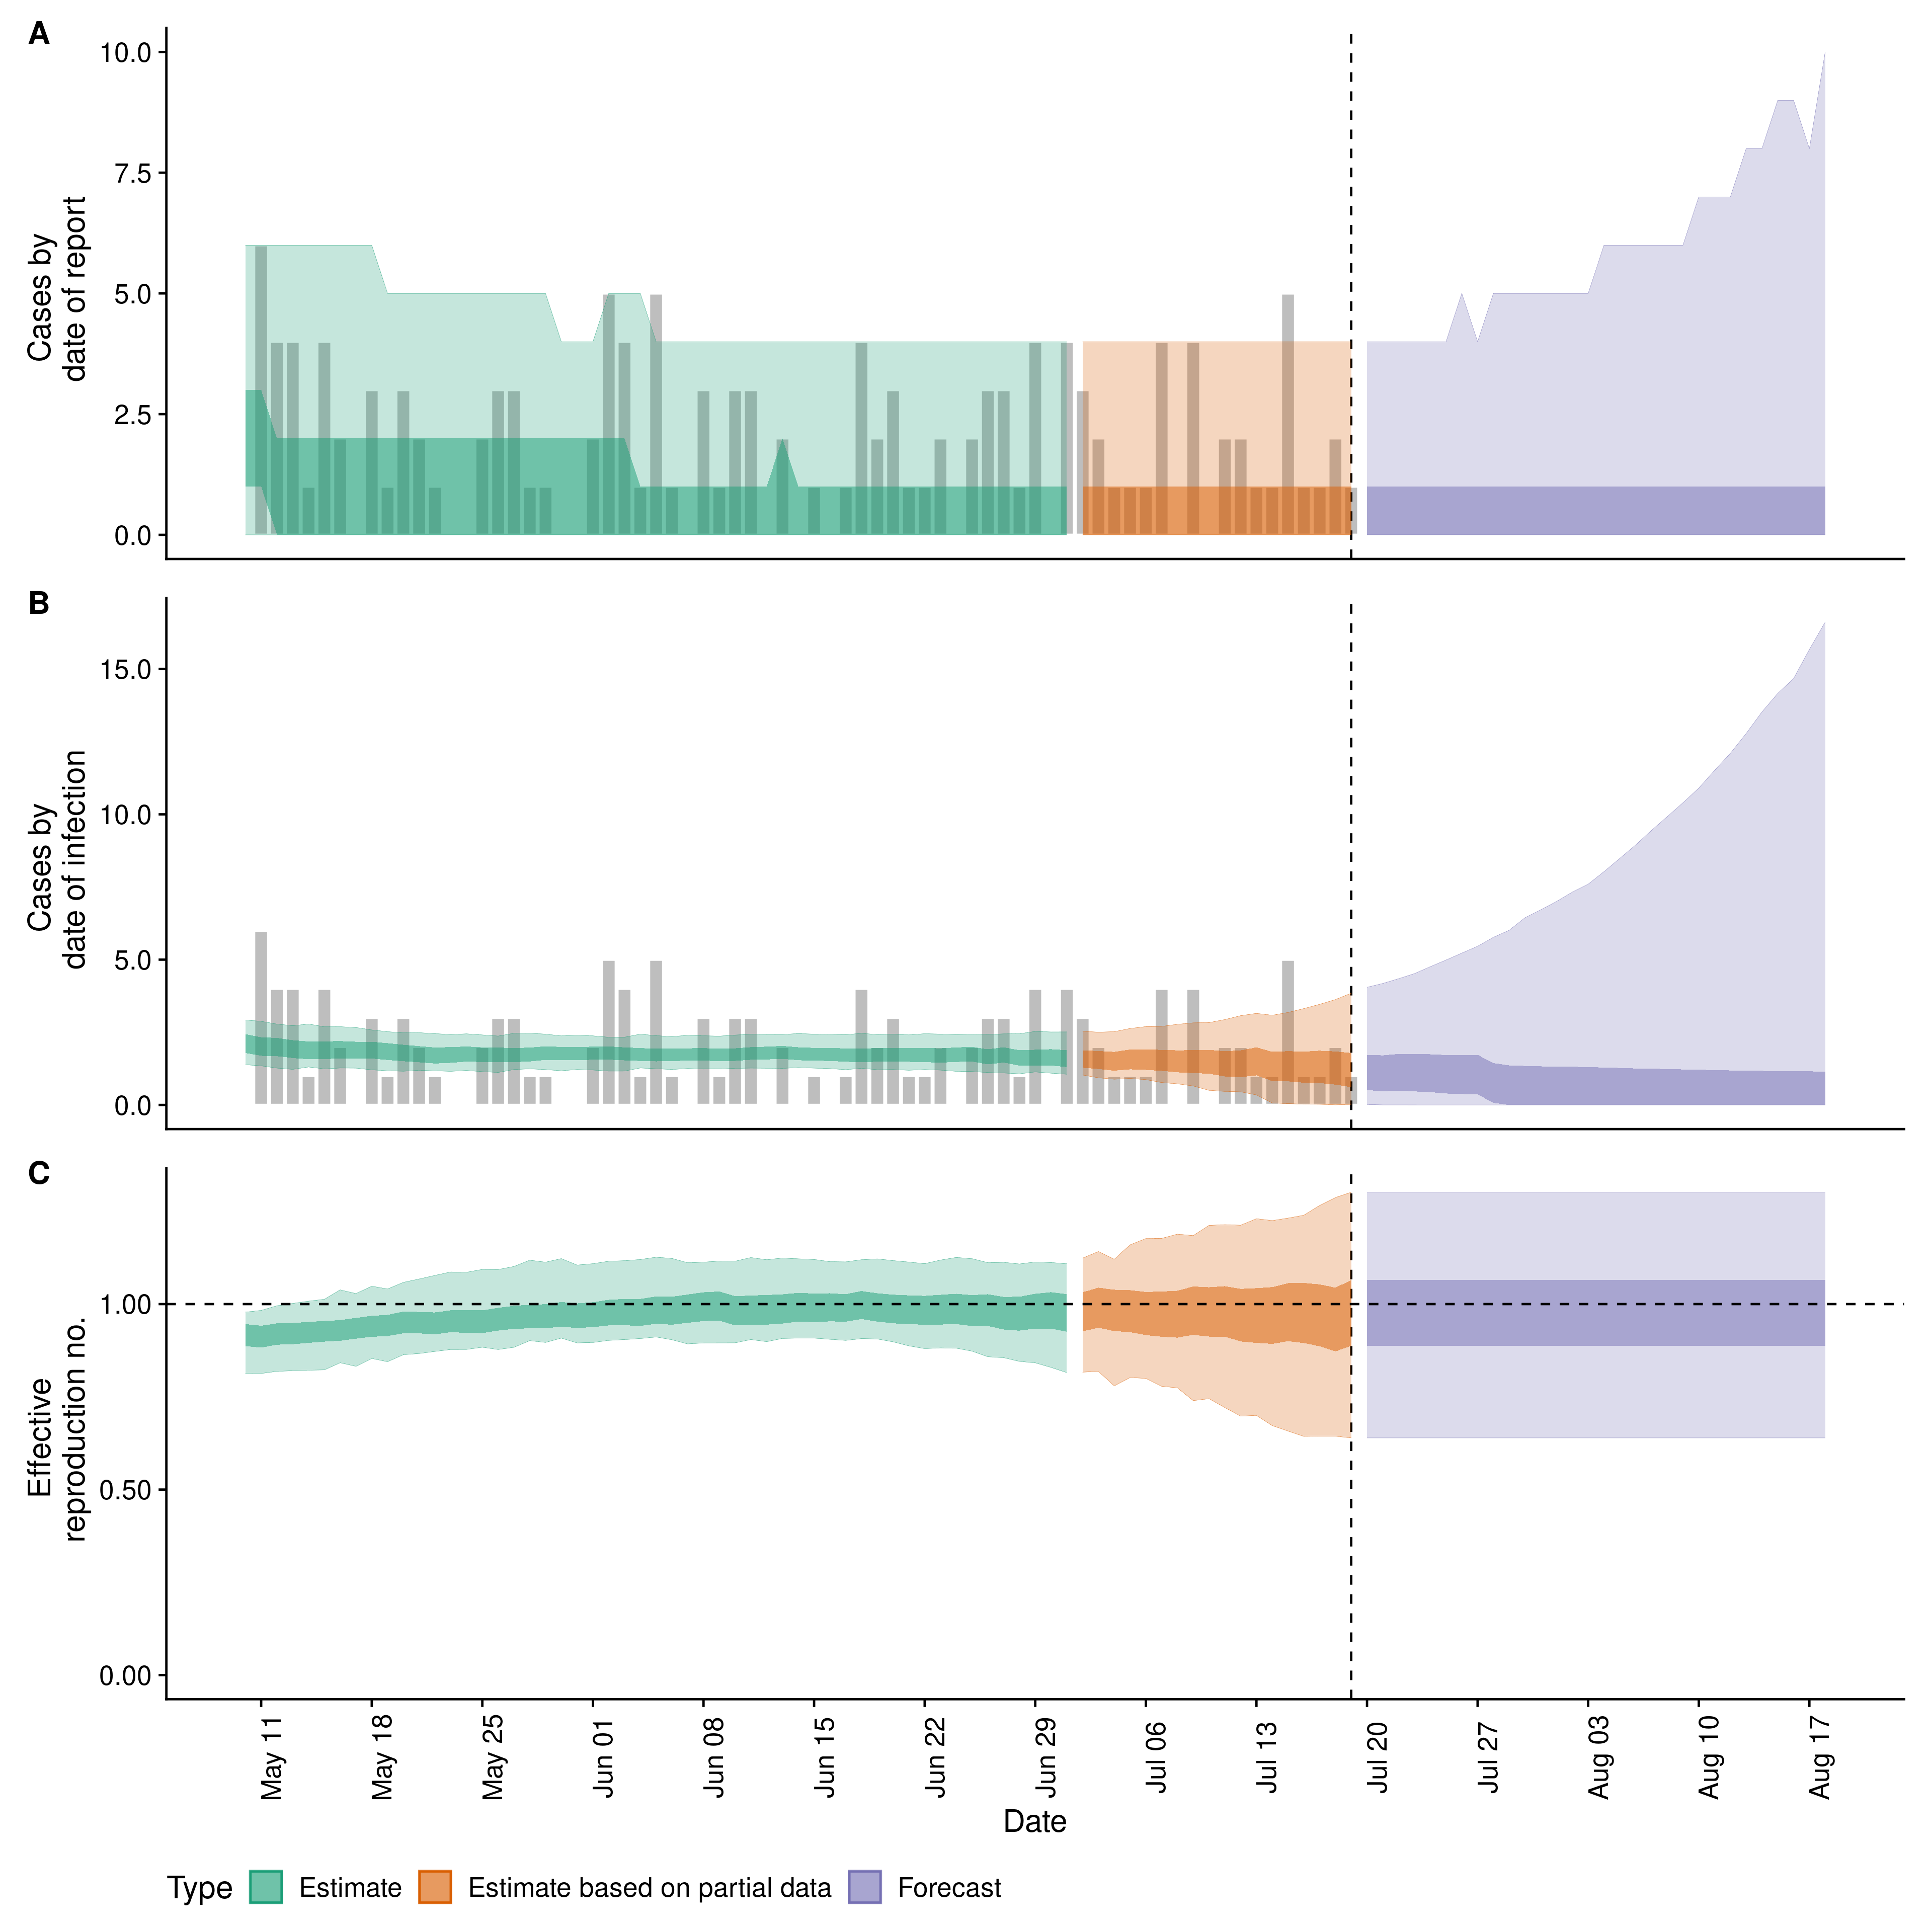 A
10.0
7.5
5.0
2.5
0.0
Cases by
date of report
B
15.0
10.0
5.0
0.0
Cases by
date of infection
C
1.00
0.50
0.00
Effective
reproduction no.
May 11
May 18
May 25
Jun 01
Jun 08
Jun 15
Jun 22
Jun 29
Jul 06
Jul 13
Jul 20
Jul 27
Aug 03
Aug 10
Aug 17
Date
Type Estimate Estimate based on partial data Forecast